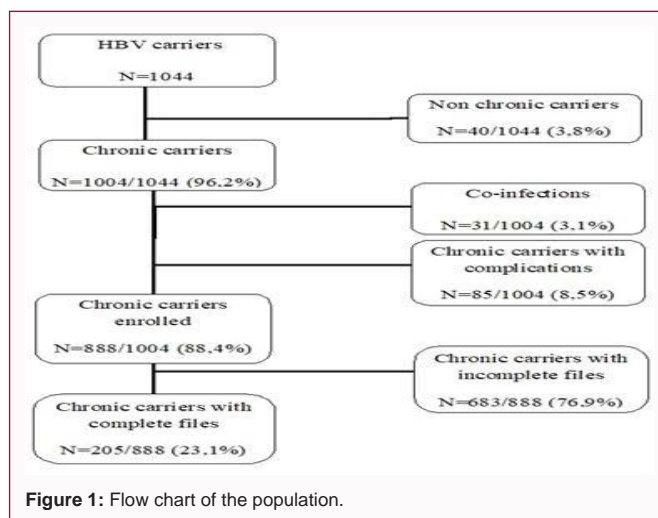 HBV carriers
N=1044
Non chronic carriers
N=40/1044 (3.8%)
Chronic carriers
N=1004/1044 (96.2%)
Co-infections
N=31/1004 (3.1%)
Chronic carriers with
complications
N=85/1004 (8.5%)
Chronic carriers
enrolled
N=888/1004 (88.4%)
Chronic carriers with
incomplete files
N=683/888 (76.9%)
Chronic carriers with
complete files
N=205/888 (23.1%)
Figure 1: Flow chart of the population.